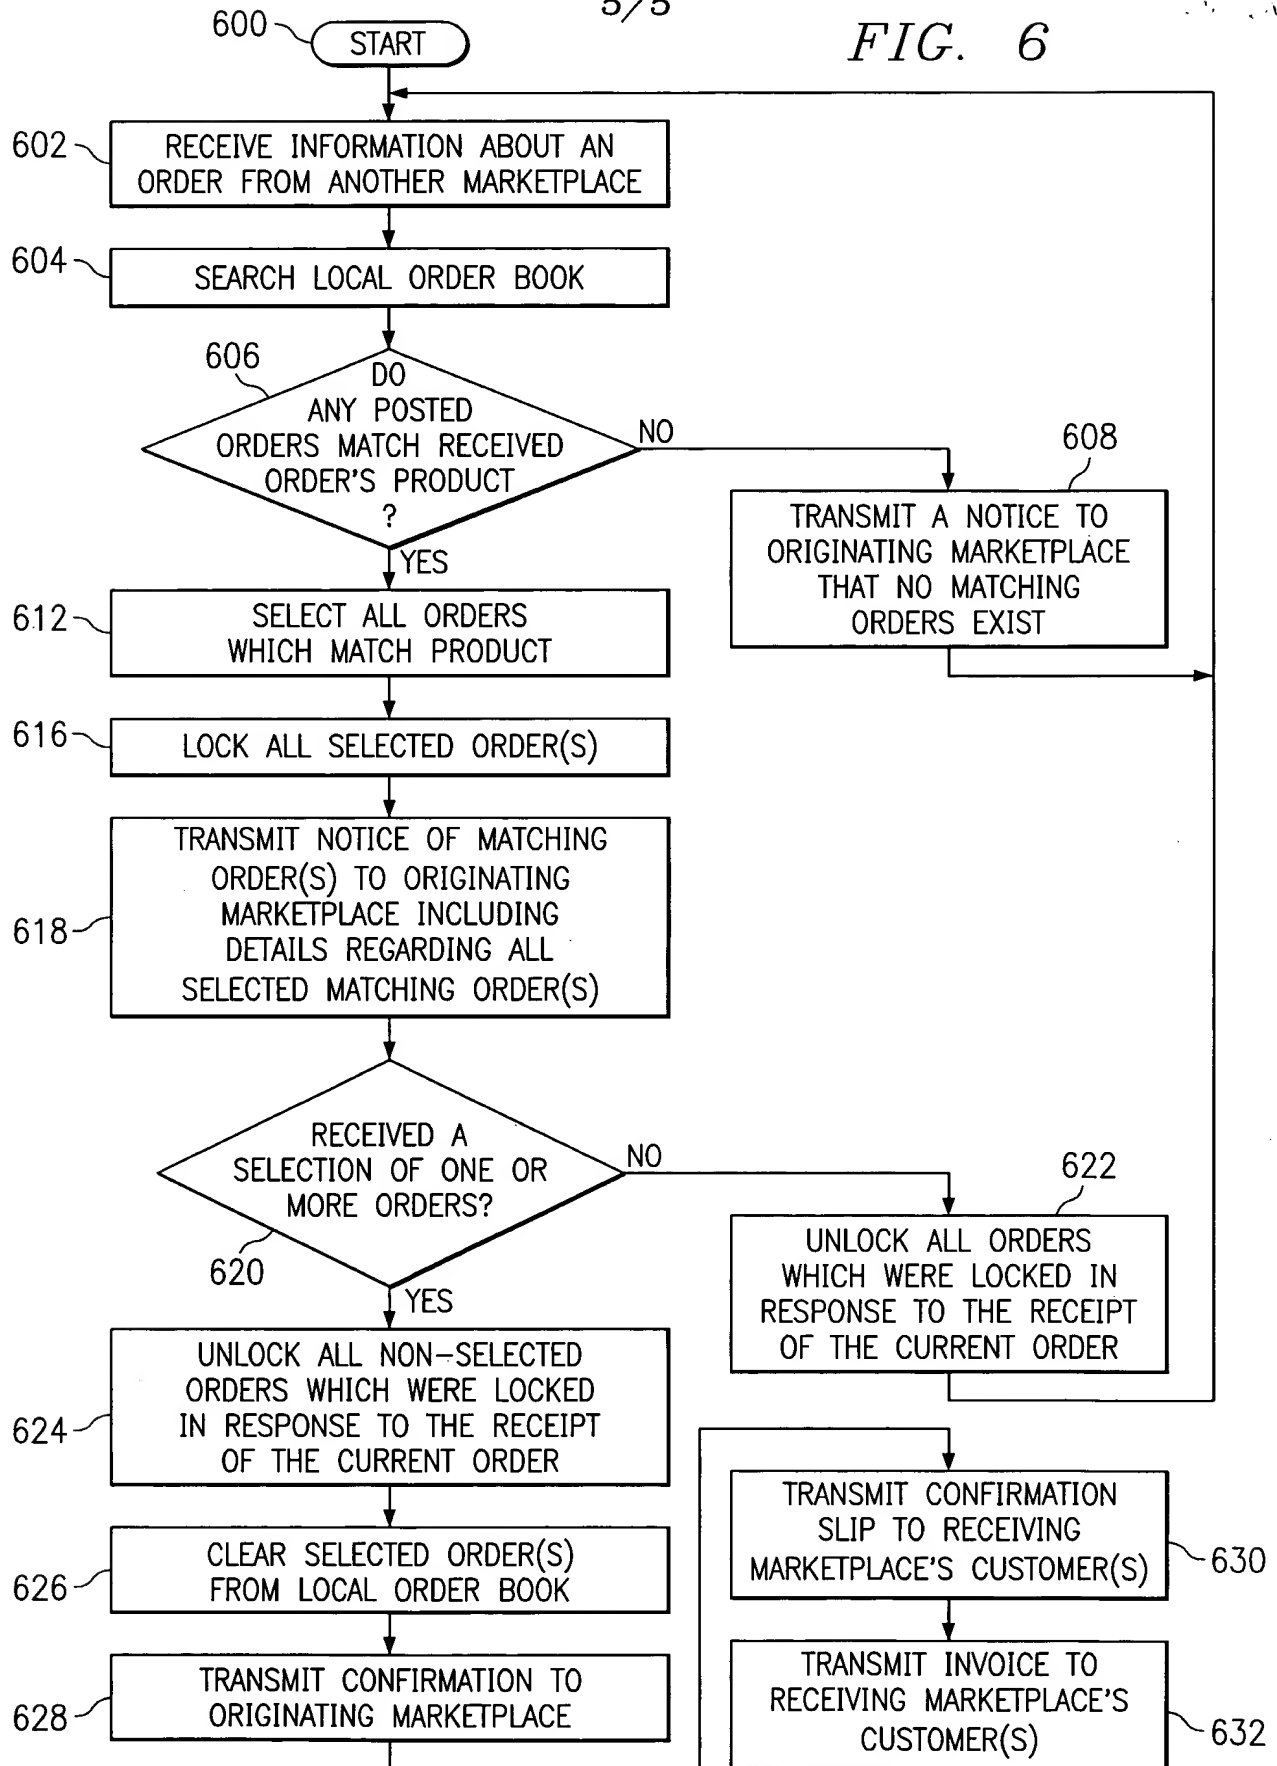 5/5
FIG. 6
600
START
602
RECEIVE INFORMATION ABOUT AN
ORDER FROM ANOTHER MARKETPLACE
604
SEARCH LOCAL ORDER BOOK
606
DO
ANY POSTED
ORDERS MATCH RECEIVED
ORDER'S PRODUCT
?
NO
YES
608
TRANSMIT A NOTICE TO
ORIGINATING MARKETPLACE
THAT NO MATCHING
ORDERS EXIST
612
SELECT ALL ORDERS
WHICH MATCH PRODUCT
616
LOCK ALL SELECTED ORDER(S)
618
TRANSMIT NOTICE OF MATCHING
ORDER(S) TO ORIGINATING
MARKETPLACE INCLUDING
DETAILS REGARDING ALL
SELECTED MATCHING ORDER(S)
RECEIVED A
SELECTION OF ONE OR
MORE ORDERS?
620
NO
YES
622
UNLOCK ALL ORDERS
WHICH WERE LOCKED IN
RESPONSE TO THE RECEIPT
OF THE CURRENT ORDER
624
UNLOCK ALL NON-SELECTED
ORDERS WHICH WERE LOCKED
IN RESPONSE TO THE RECEIPT
OF THE CURRENT ORDER
626
CLEAR SELECTED ORDER(S)
FROM LOCAL ORDER BOOK
628
TRANSMIT CONFIRMATION TO
ORIGINATING MARKETPLACE
TRANSMIT CONFIRMATION
SLIP TO RECEIVING
MARKETPLACE'S CUSTOMER(S)
630
TRANSMIT INVOICE TO
RECEIVING MARKETPLACE'S
CUSTOMER(S)
632